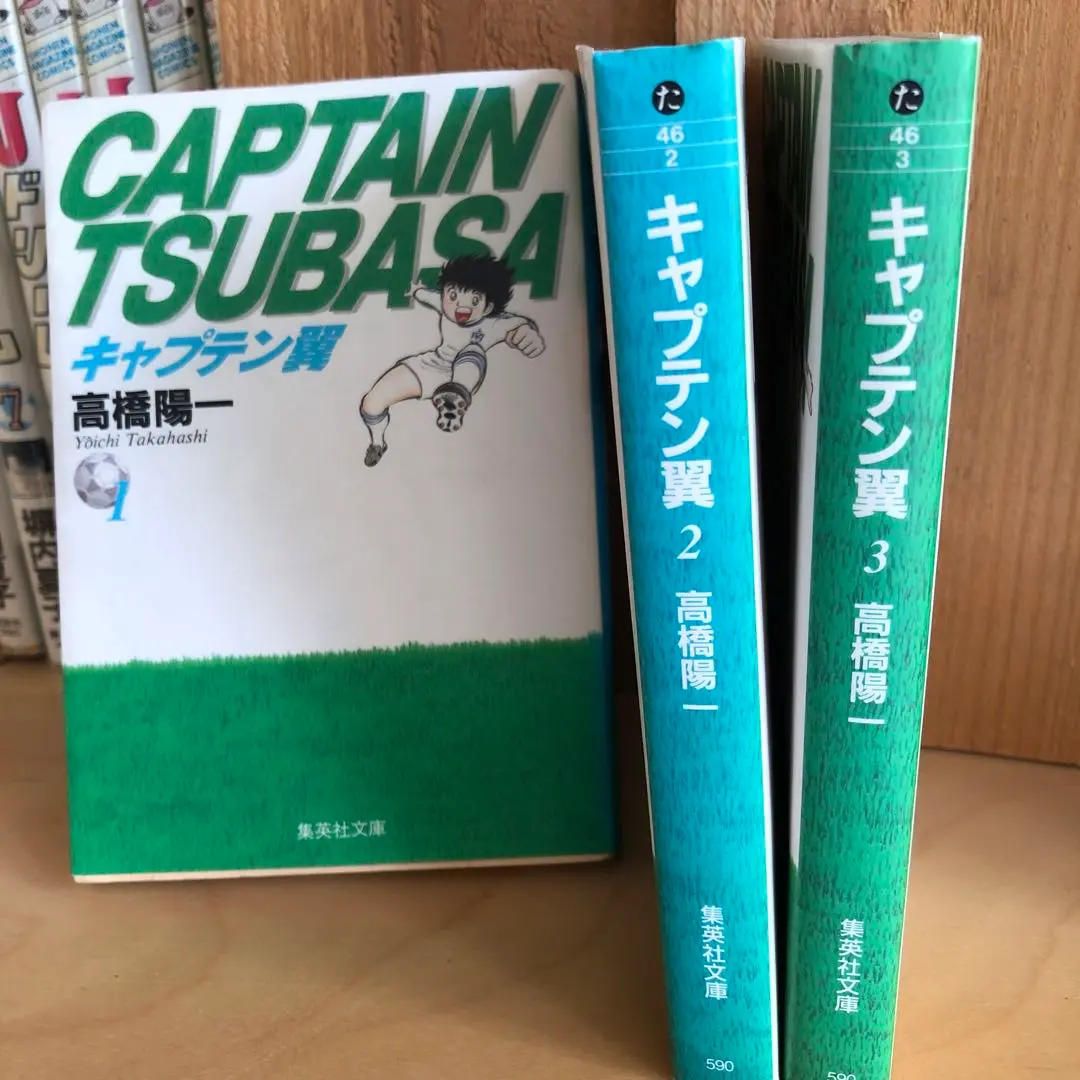 CAPTAIN
TSUBASA
キャプテン翼
高橋陽一
Yôichi Takahashi
1
集英社文庫
た
46
2
キャプテン翼 2 高橋陽一
集英社文庫
590
た
46
3
キャプテン翼 3 高橋陽一
集英社文庫
590